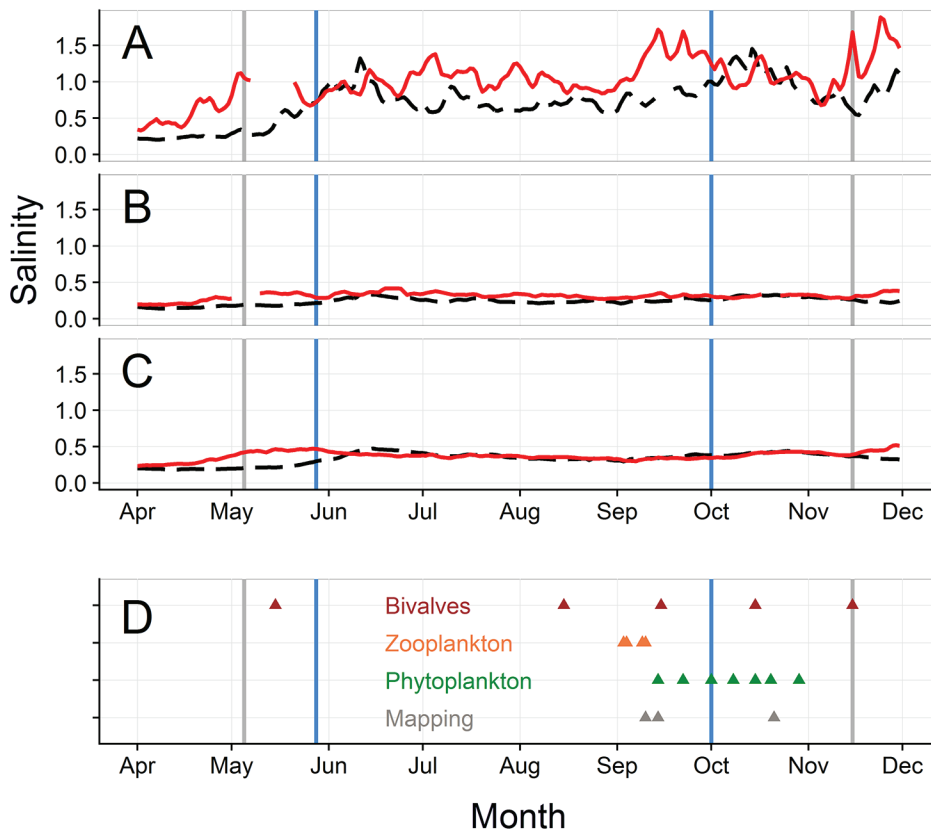 A
1.5
1.0
0.5
0.0
B
1.5
1.0
0.5
0.0
Salinity
C
1.5
1.0
0.5
0.0
Apr May Jun Jul Aug Sep Oct Nov Dec
D
Bivalves
Zooplankton
Phytoplankton
Mapping
Apr May Jun Jul Aug Sep Oct Nov Dec
Month